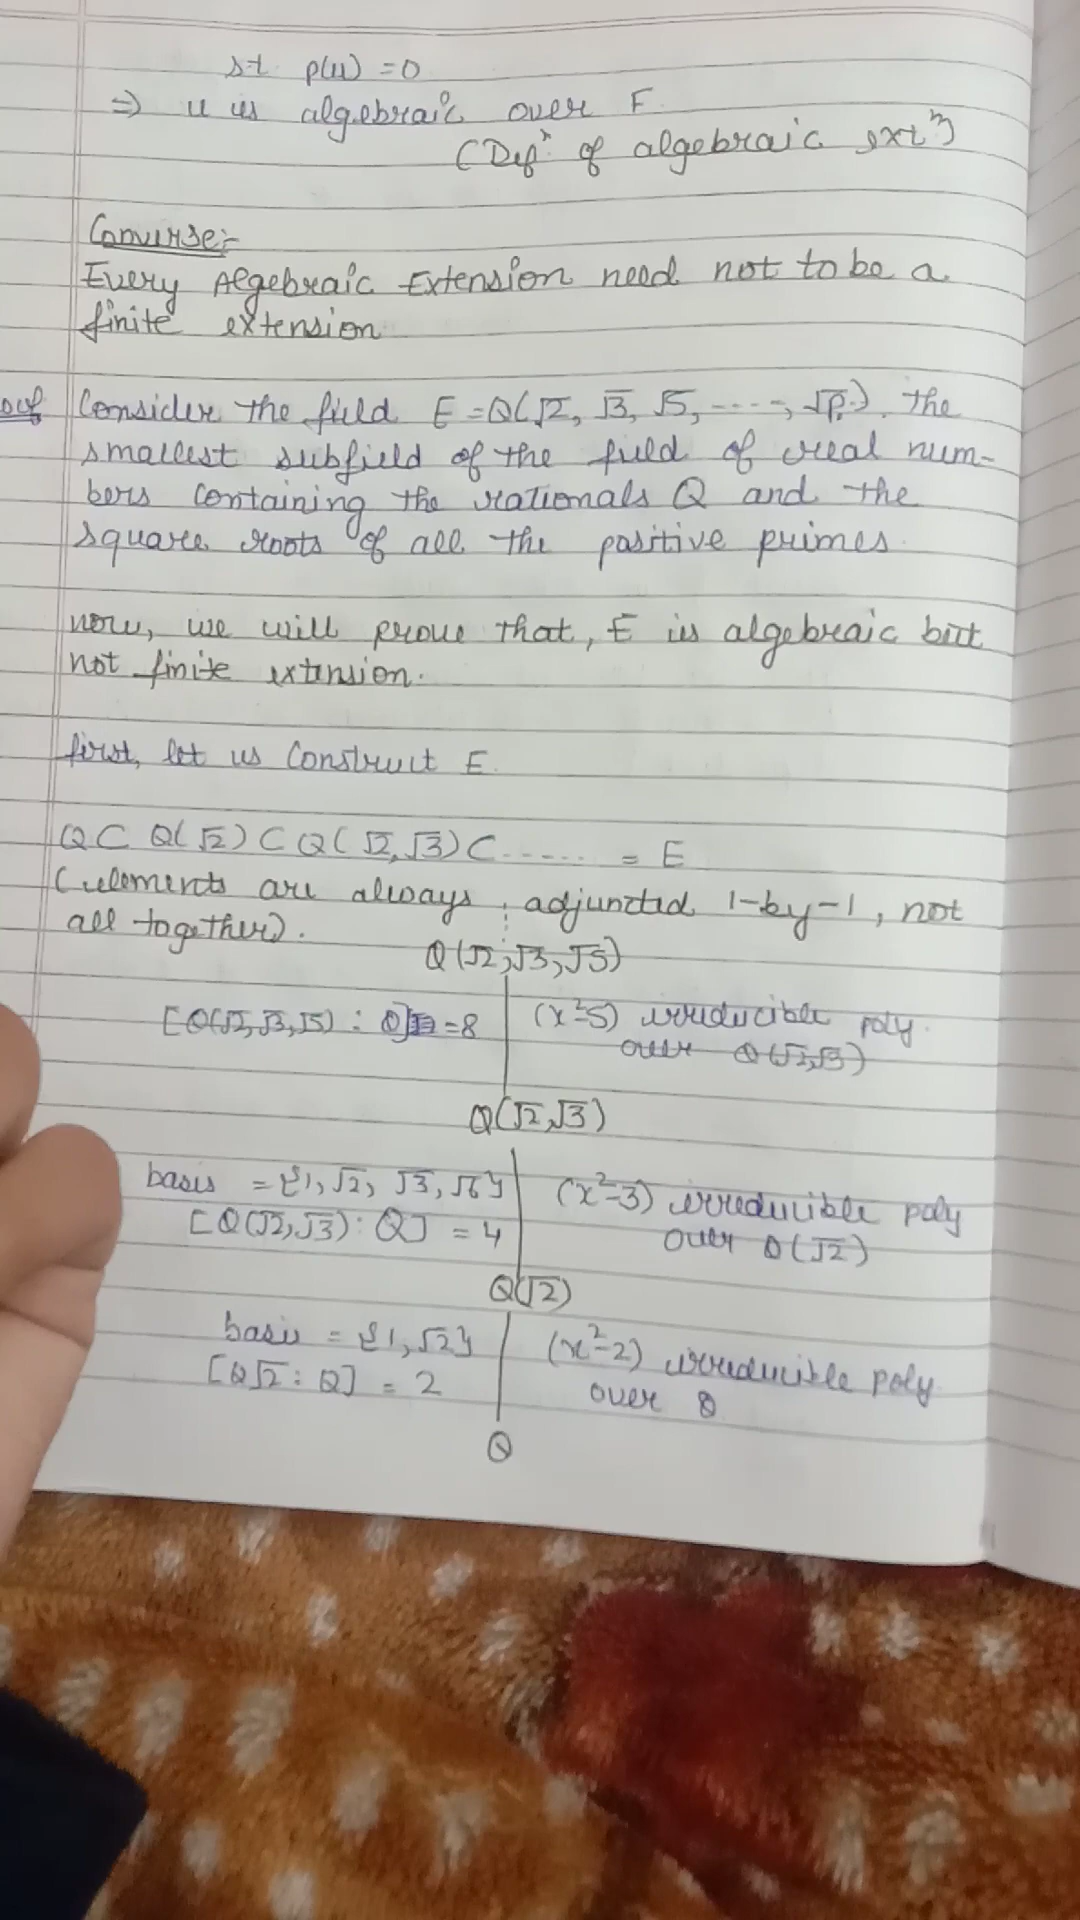 s.t p(u) = 0
⇒ u is algebraic over F
(Defⁿ of algebraic extⁿ)
Converse:-
Every Algebraic Extension need not to be a
finite extension
Consider the field E = Q(√2, √3, √5, ----, √p..). The
smallest subfield of the field of real num-
bers containing the rationals Q and the
square roots of all the positive primes.
now, we will prove that, E is algebraic but
not finite extension.
first, let us Construct E.
Q ⊂ Q(√2) ⊂ Q(√2, √3) ⊂ ...... = E
(elements are always adjuncted 1-by-1, not
all together).
Q(√2, √3, √5)
[Q(√2, √3, √5) : Q] = 8 (x²-5) irreducible poly.
over Q(√2, √3)
Q(√2, √3)
basis = {1, √2, √3, √6} (x²-3) irreducible poly
[Q(√2, √3) : Q] = 4 over Q(√2)
Q(√2)
basis = {1, √2} (x²-2) irreducible poly
[Q√2 : Q] = 2 over Q
Q